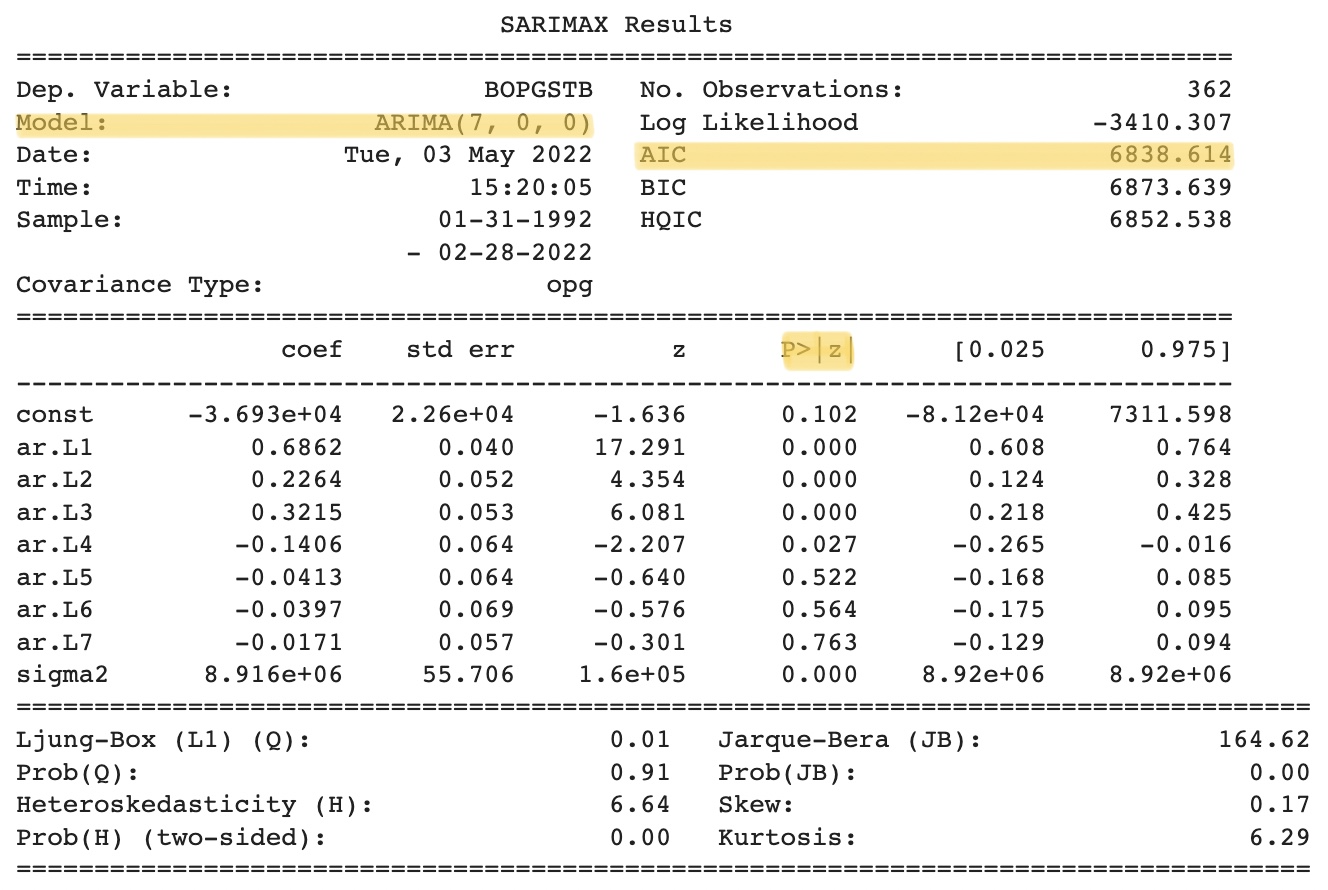 SARIMAX Results
==============================================================================
Dep. Variable:                BOPGSTB   No. Observations:                  362
Model:                 ARIMA(7, 0, 0)   Log Likelihood               -3410.307
Date:                Tue, 03 May 2022   AIC                           6838.614
Time:                        15:20:05   BIC                           6873.639
Sample:                    01-31-1992   HQIC                          6852.538
                         - 02-28-2022
Covariance Type:                  opg
==============================================================================
                 coef    std err          z      P>|z|      [0.025      0.975]
------------------------------------------------------------------------------
const      -3.693e+04   2.26e+04     -1.636      0.102   -8.12e+04    7311.598
ar.L1          0.6862      0.040     17.291      0.000       0.608       0.764
ar.L2          0.2264      0.052      4.354      0.000       0.124       0.328
ar.L3          0.3215      0.053      6.081      0.000       0.218       0.425
ar.L4         -0.1406      0.064     -2.207      0.027      -0.265      -0.016
ar.L5         -0.0413      0.064     -0.640      0.522      -0.168       0.085
ar.L6         -0.0397      0.069     -0.576      0.564      -0.175       0.095
ar.L7         -0.0171      0.057     -0.301      0.763      -0.129       0.094
sigma2      8.916e+06     55.706    1.6e+05      0.000    8.92e+06    8.92e+06
===================================================================================
Ljung-Box (L1) (Q):                   0.01   Jarque-Bera (JB):               164.62
Prob(Q):                              0.91   Prob(JB):                         0.00
Heteroskedasticity (H):               6.64   Skew:                             0.17
Prob(H) (two-sided):                  0.00   Kurtosis:                         6.29
===================================================================================